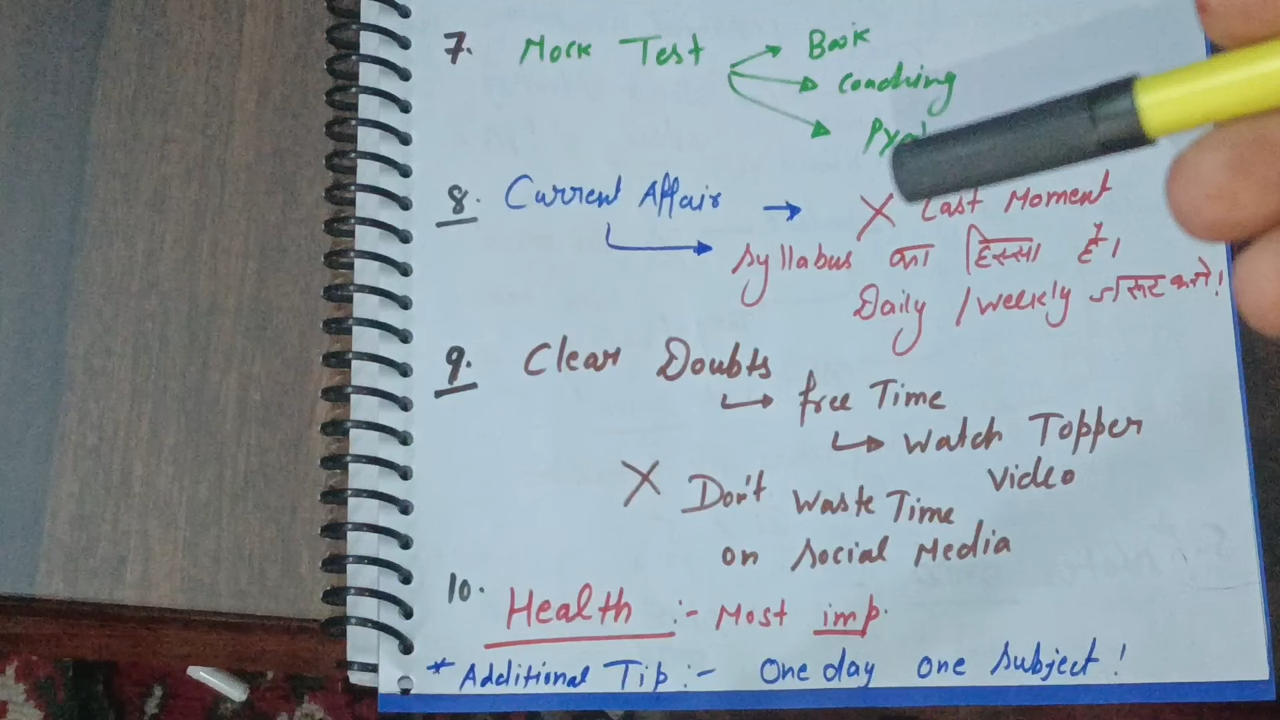 7. Mock Test → Book
→ Coaching
→
8. Current Affair → X Last Moment
→ Syllabus का हिस्सा है।
Daily / weekly करो!
9. Clear Doubts
↳ free Time
↳ Watch Topper
Video
X Don't Waste Time
on Social Media
10. Health :- Most imp.
* Additional Tip :- One day one Subject !